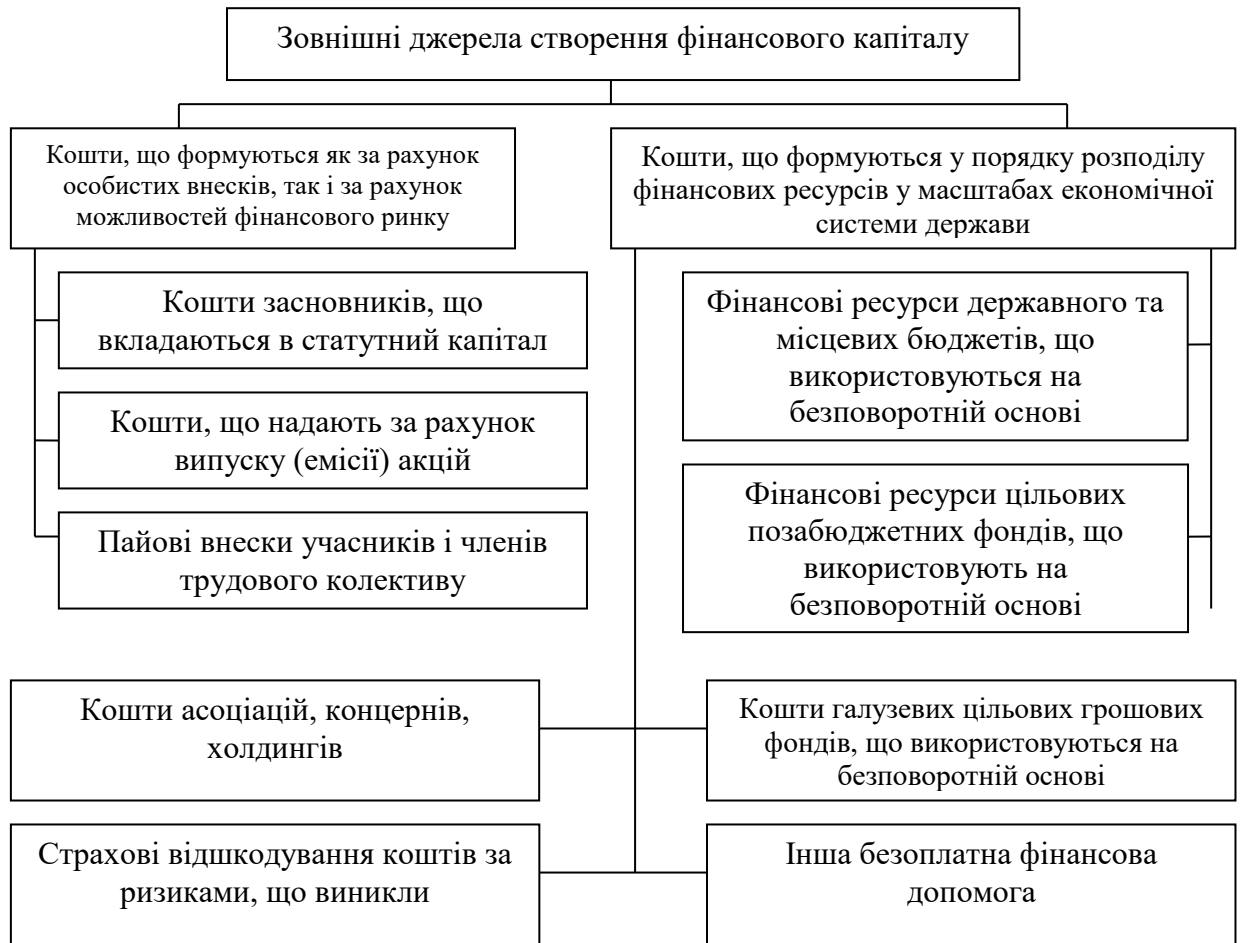 Зовнішні джерела створення фінансового капіталу
Кошти, що формуються як за рахунок
особистих внесків, так і за рахунок
можливостей фінансового ринку
Кошти, що формуються у порядку розподілу
фінансових ресурсів у масштабах економічної
системи держави
Кошти засновників, що
вкладаються в статутний капітал
Кошти, що надають за рахунок
випуску (емісії) акцій
Пайові внески учасників і членів
трудового колективу
Фінансові ресурси державного та
місцевих бюджетів, що
використовуються на
безповоротній основі
Фінансові ресурси цільових
позабюджетних фондів, що
використовують на
безповоротній основі
Кошти асоціацій, концернів,
холдингів
Кошти галузевих цільових грошових
фондів, що використовуються на
безповоротній основі
Страхові відшкодування коштів за
ризиками, що виникли
Інша безоплатна фінансова
допомога